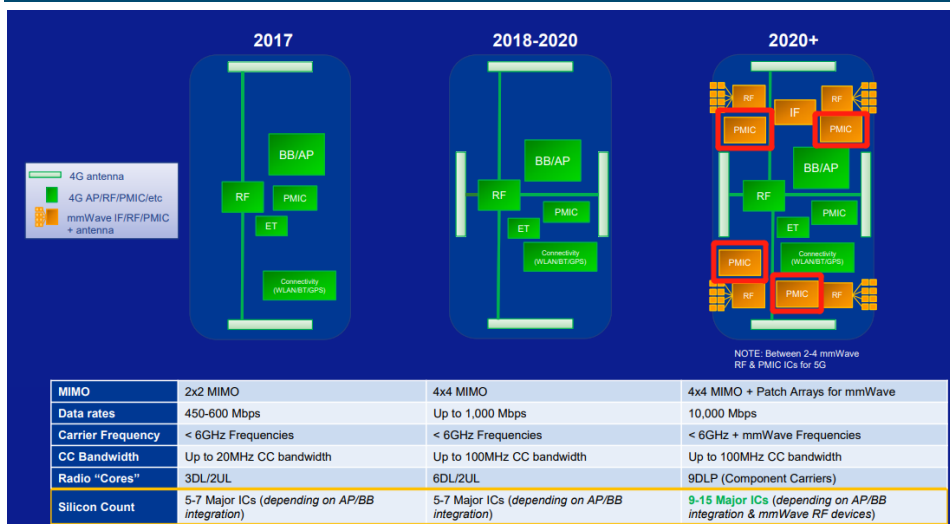 2017
2018-2020
2020+
4G antenna
4G AP/RF/PMIC/etc
mmWave IF/RF/PMIC
+ antenna
BB/AP
RF
PMIC
ET
Connectivity
(WLAN/BT/GPS)
BB/AP
RF
PMIC
ET
Connectivity
(WLAN/BT/GPS)
RF
IF
RF
PMIC
PMIC
BB/AP
RF
PMIC
ET
Connectivity
(WLAN/BT/GPS)
PMIC
RF
PMIC
RF
NOTE: Between 2-4 mmWave
RF & PMIC ICs for 5G
MIMO 2x2 MIMO 4x4 MIMO 4x4 MIMO + Patch Arrays for mmWave
Data rates 450-600 Mbps Up to 1,000 Mbps 10,000 Mbps
Carrier Frequency < 6GHz Frequencies < 6GHz Frequencies < 6GHz + mmWave Frequencies
CC Bandwidth Up to 20MHz CC bandwidth Up to 100MHz CC bandwidth Up to 100MHz CC bandwidth
Radio “Cores” 3DL/2UL 6DL/2UL 9DLP (Component Carriers)
Silicon Count 5-7 Major ICs (depending on AP/BB integration) 5-7 Major ICs (depending on AP/BB integration) 9-15 Major ICs (depending on AP/BB integration & mmWave RF devices)